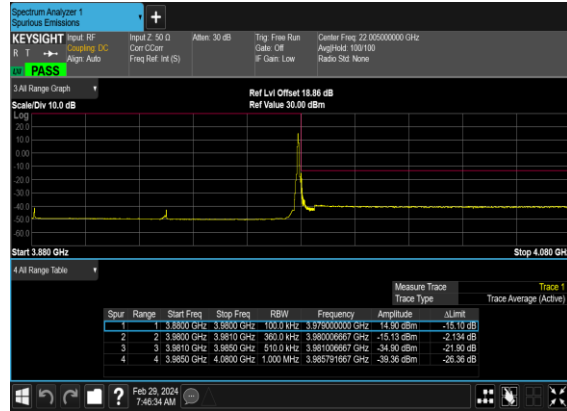 Spectrum Analyzer 1
Spurious Emissions
KEYSIGHT Input: RF Input Z: 50 Ω Atten: 30 dB Trig: Free Run Center Freq: 22.005000000 GHz
R T Coupling: DC Corr CCorr Gate: Off Avg|Hold: 100/100
Align: Auto Freq Ref: Int (S) IF Gain: Low Radio Std: None
PASS
3 All Range Graph
Ref Lvl Offset 18.86 dB
Scale/Div 10.0 dB Ref Value 30.00 dBm
Log
20.0
10.0
0.00
-10.0
-20.0
-30.0
-40.0
-50.0
-60.0
Start 3.880 GHz Stop 4.080 GH
4 All Range Table
Measure Trace Trace 1
Trace Type Trace Average (Active)
Spur Range Start Freq Stop Freq RBW Frequency Amplitude ΔLimit
1 1 3.8800 GHz 3.9800 GHz 100.0 kHz 3.979000000 GHz 14.90 dBm -15.10 dB
2 2 3.9800 GHz 3.9810 GHz 360.0 kHz 3.980006667 GHz -15.13 dBm -2.134 dB
3 3 3.9810 GHz 3.9850 GHz 510.0 kHz 3.981006667 GHz -34.90 dBm -21.90 dB
4 4 3.9850 GHz 4.0800 GHz 1.000 MHz 3.985791667 GHz -39.36 dBm -26.36 dB
? Feb 29, 2024
7:46:34 AM